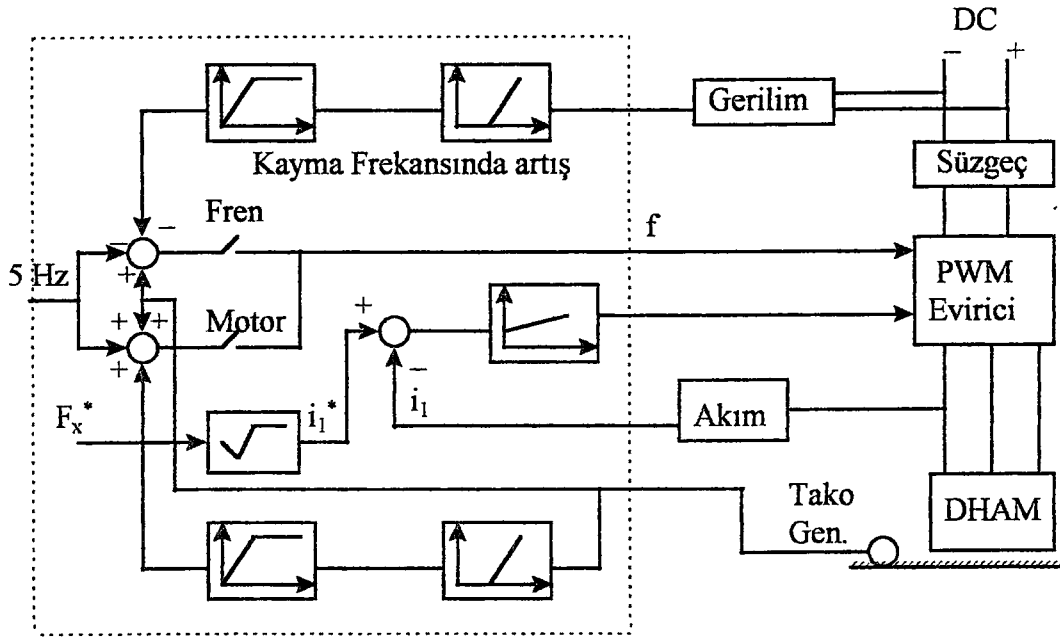 DC
− +
Gerilim
Süzgeç
Kayma Frekansında artış
Fren
−
−
+
5 Hz
f
PWM
Evirici
+ +
Motor
+
+
−
Fx*
i1*
i1
Akım
Tako
Gen.
DHAM